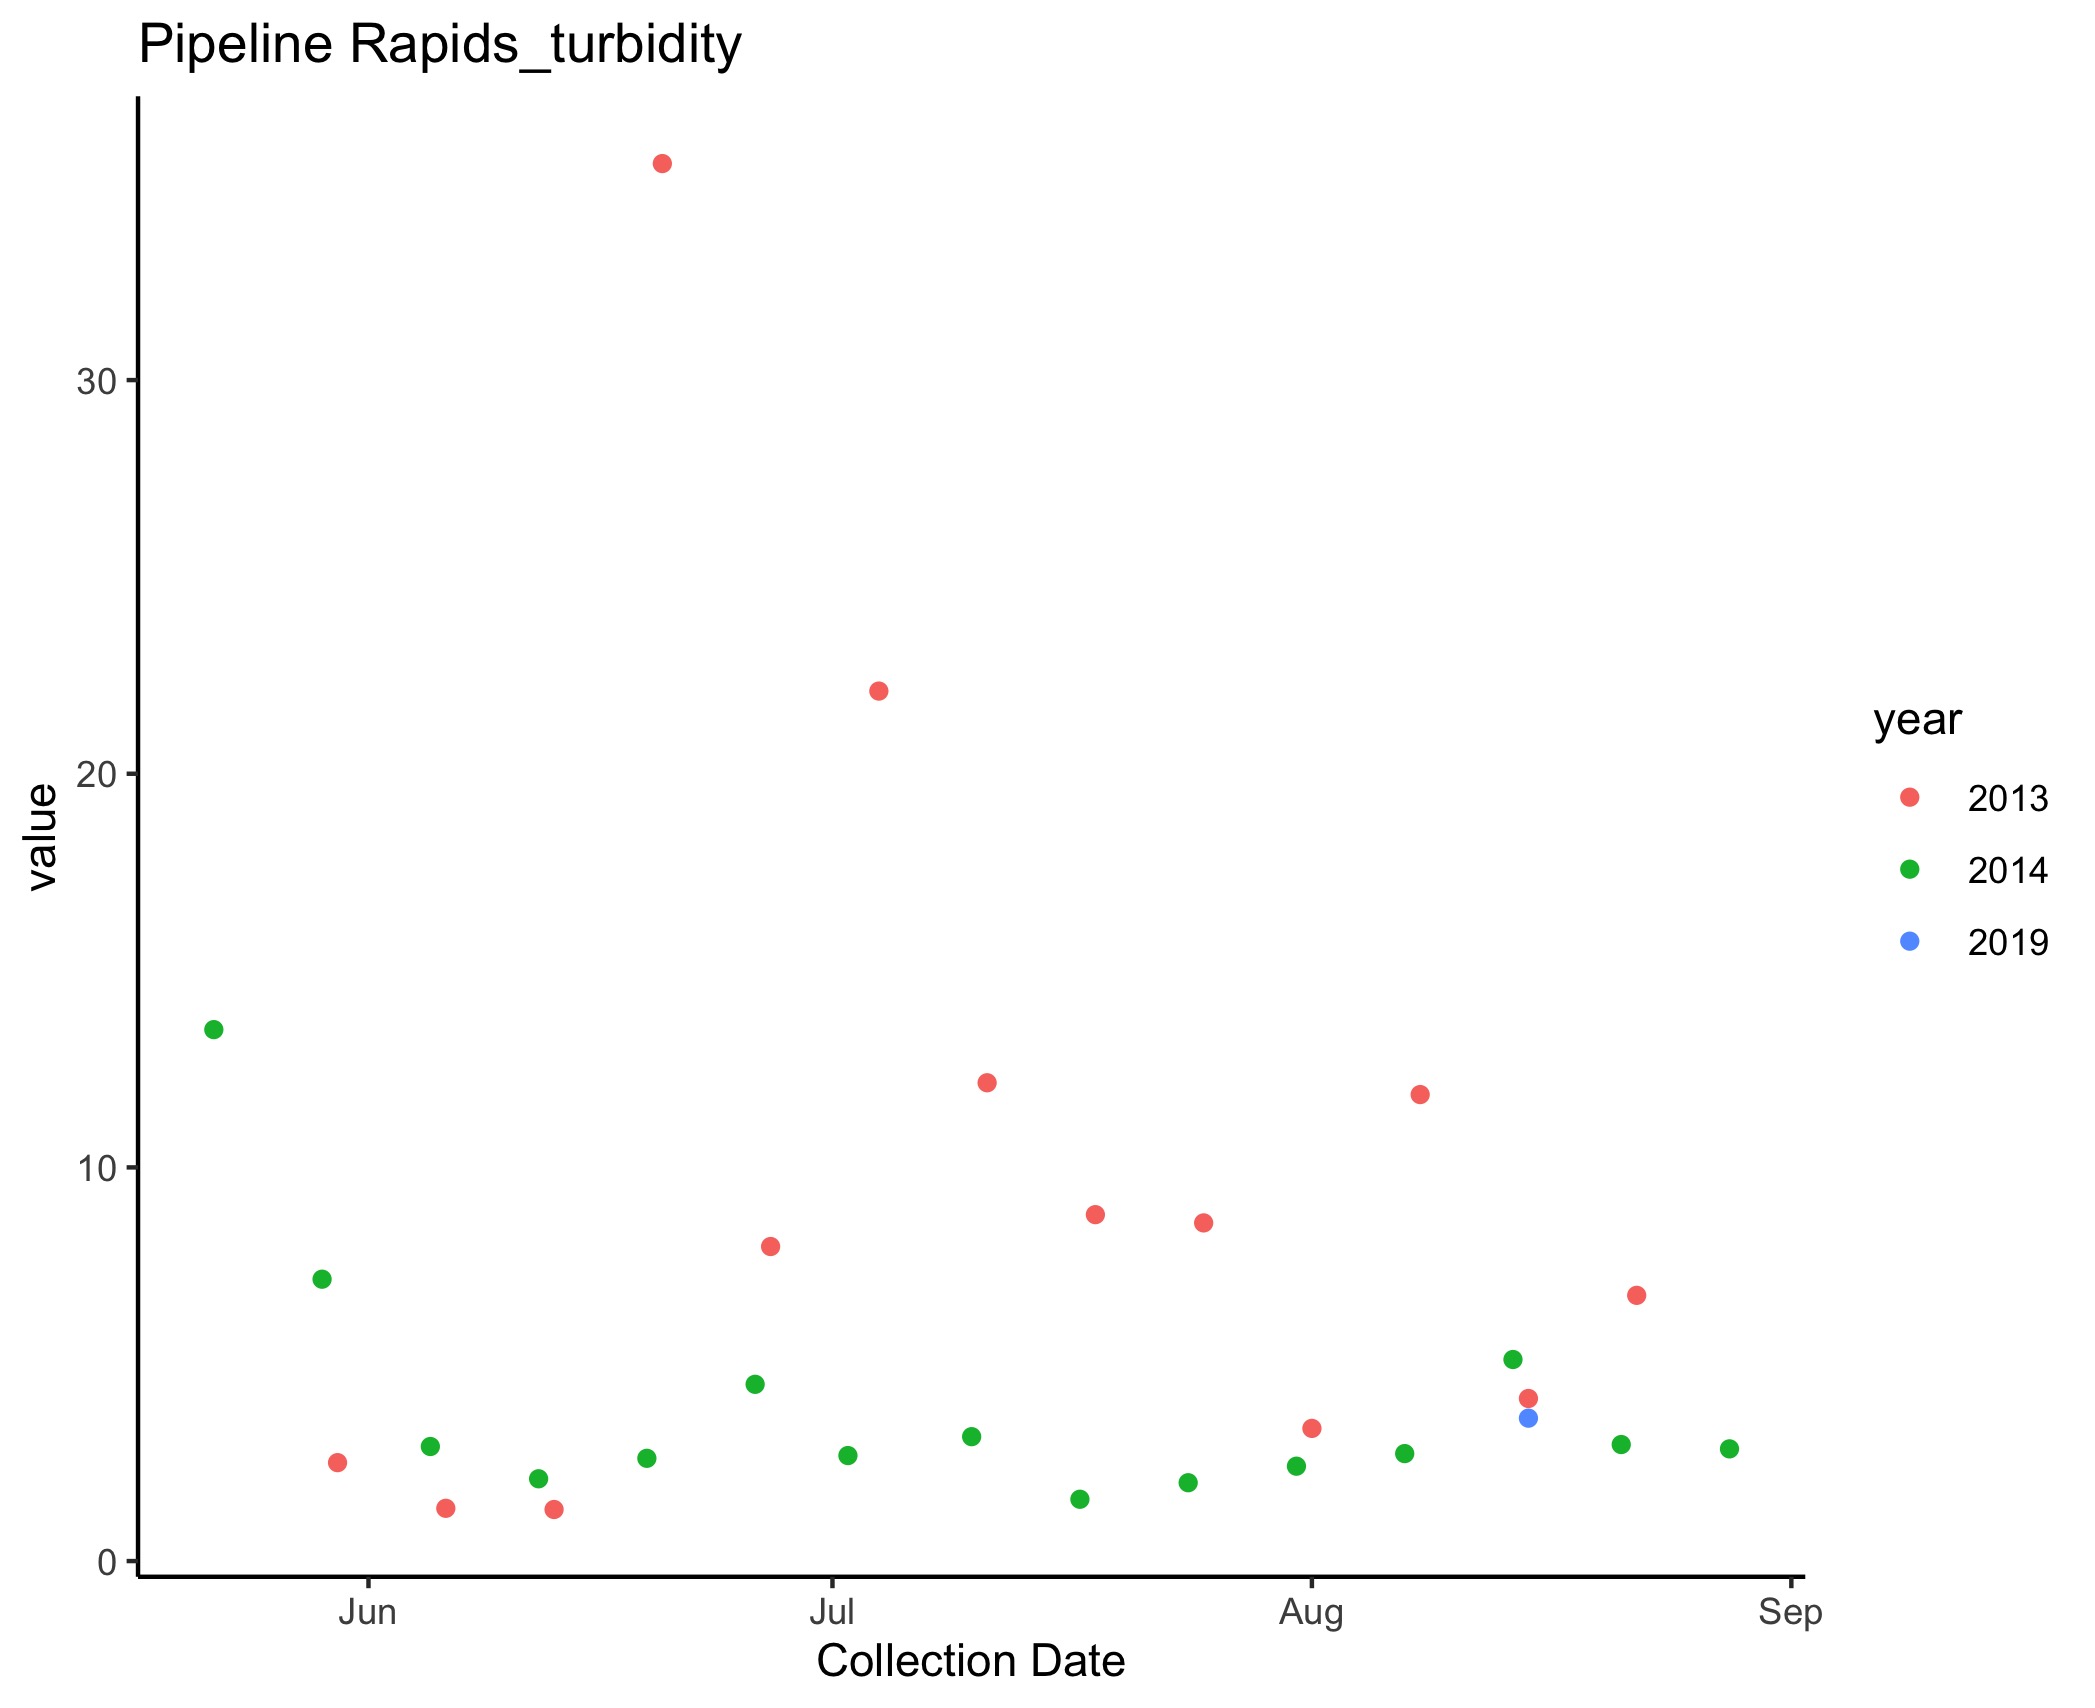 Pipeline Rapids_turbidity
value
30
20
10
0
Jun Jul Aug Sep
Collection Date
year
2013
2014
2019